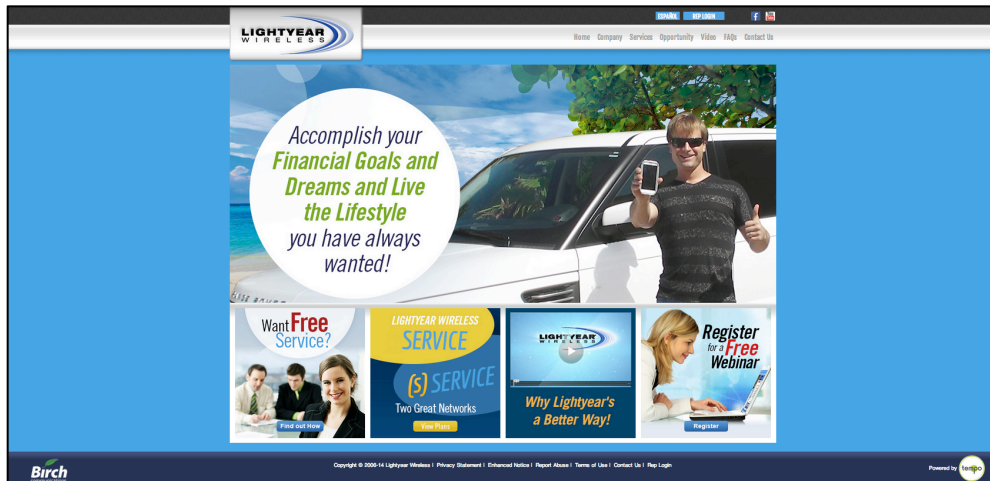 ESPAÑOL REP LOGIN
LIGHTYEAR
WIRELESS
Home Company Services Opportunity Video FAQs Contact Us
Accomplish your
Financial Goals and
Dreams and Live
the Lifestyle
you have always
wanted!
Want Free
Service?
Find out How
LIGHTYEAR WIRELESS
SERVICE
(s) SERVICE
Two Great Networks
View Plans
LIGHTYEAR
WIRELESS
Why Lightyear's
a Better Way!
Register
for a Free
Webinar
Register
Birch
Copyright © 2006-14 Lightyear Wireless | Privacy Statement | Enhanced Notice | Report Abuse | Terms of Use | Contact Us | Rep Login
Powered by tempo